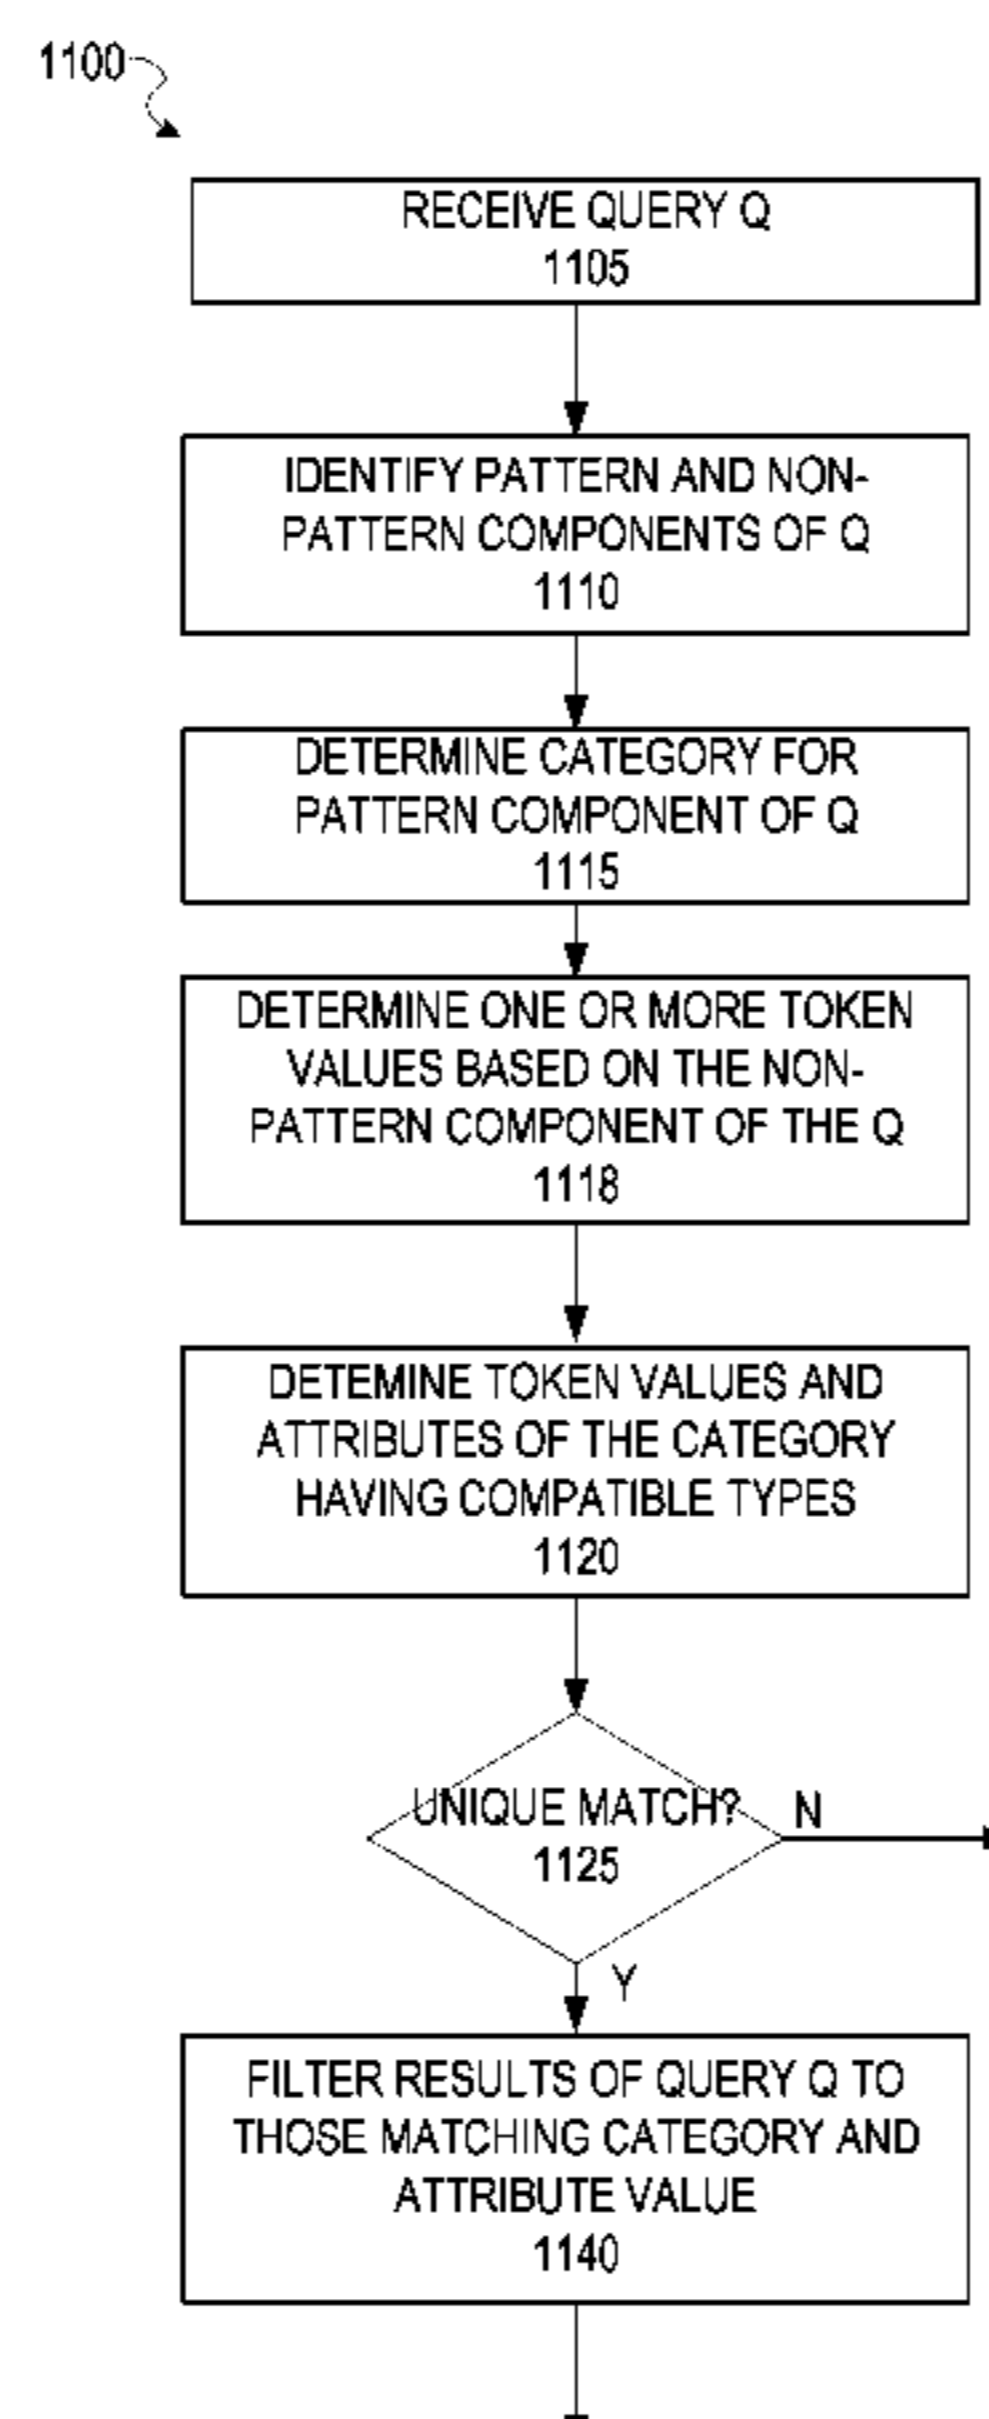 1100
RECEIVE QUERY Q
1105
IDENTIFY PATTERN AND NON-
PATTERN COMPONENTS OF Q
1110
DETERMINE CATEGORY FOR
PATTERN COMPONENT OF Q
1115
DETERMINE ONE OR MORE TOKEN
VALUES BASED ON THE NON-
PATTERN COMPONENT OF THE Q
1118
DETEMINE TOKEN VALUES AND
ATTRIBUTES OF THE CATEGORY
HAVING COMPATIBLE TYPES
1120
UNIQUE MATCH?
N
1125
Y
FILTER RESULTS OF QUERY Q TO
THOSE MATCHING CATEGORY AND
ATTRIBUTE VALUE
1140